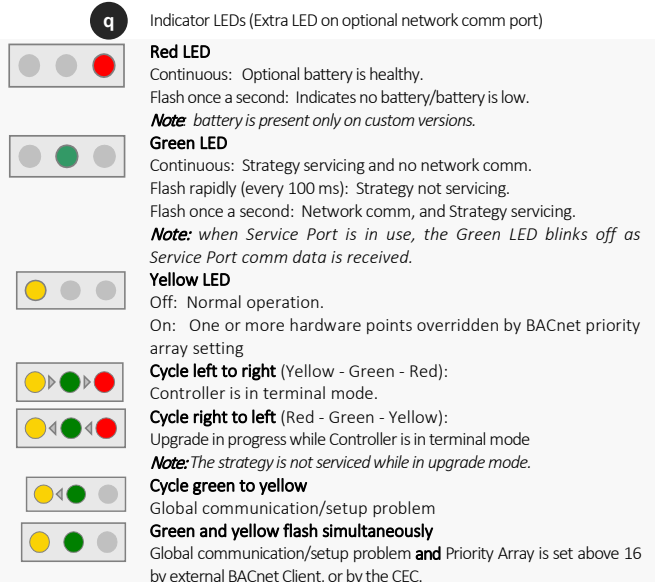 q Indicator LEDs (Extra LED on optional network comm port)
Red LED
Continuous: Optional battery is healthy.
Flash once a second: Indicates no battery/battery is low.
Note: battery is present only on custom versions.
Green LED
Continuous: Strategy servicing and no network comm.
Flash rapidly (every 100 ms): Strategy not servicing.
Flash once a second: Network comm, and Strategy servicing.
Note: when Service Port is in use, the Green LED blinks off as
Service Port comm data is received.
Yellow LED
Off: Normal operation.
On: One or more hardware points overridden by BACnet priority
array setting
Cycle left to right (Yellow - Green - Red):
Controller is in terminal mode.
Cycle right to left (Red - Green - Yellow):
Upgrade in progress while Controller is in terminal mode
Note: The strategy is not serviced while in upgrade mode.
Cycle green to yellow
Global communication/setup problem
Green and yellow flash simultaneously
Global communication/setup problem and Priority Array is set above 16
by external BACnet Client, or by the CEC.